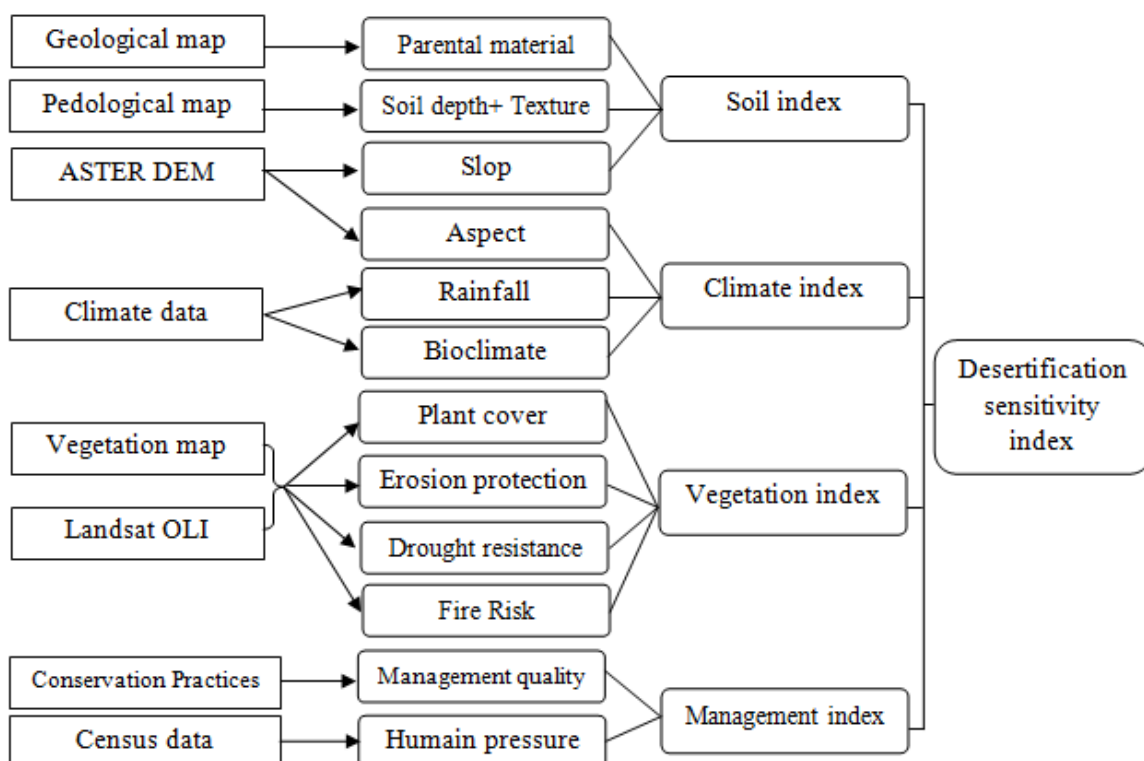 Geological map
Parental material
Pedological map
Soil depth+ Texture
Soil index
ASTER DEM
Slop
Aspect
Climate data
Rainfall
Climate index
Bioclimate
Vegetation map
Landsat OLI
Plant cover
Erosion protection
Vegetation index
Drought resistance
Fire Risk
Conservation Practices
Management quality
Management index
Census data
Humain pressure
Desertification
sensitivity
index